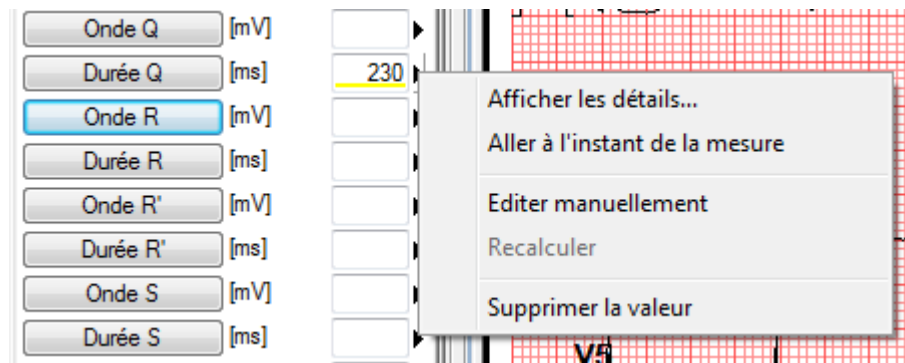 Onde Q [mV]
Durée Q [ms] 230
Onde R [mV]
Durée R [ms]
Onde R' [mV]
Durée R' [ms]
Onde S [mV]
Durée S [ms]
Afficher les détails...
Aller à l'instant de la mesure
Editer manuellement
Recalculer
Supprimer la valeur
V5